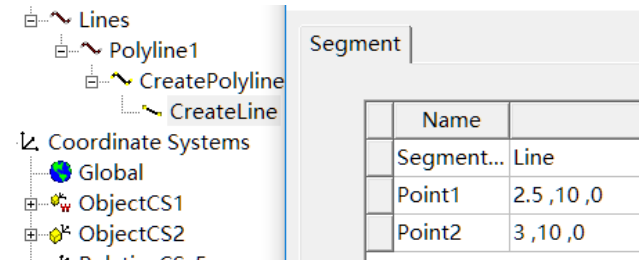 Lines
Polyline1
CreatePolyline
CreateLine
Coordinate Systems
Global
ObjectCS1
ObjectCS2
Segment
Name
Segment... Line
Point1 2.5 ,10 ,0
Point2 3 ,10 ,0